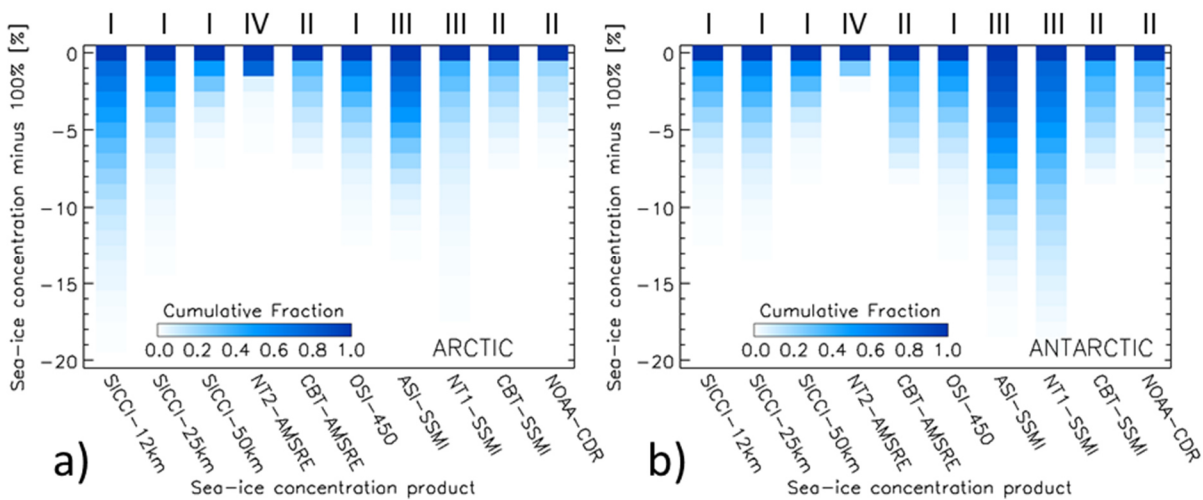 I I I IV II I III III II II
Sea-ice concentration minus 100% [%]
0
-5
-10
-15
-20
Cumulative Fraction
0.0 0.2 0.4 0.6 0.8 1.0
ARCTIC
SICCI-12km
SICCI-25km
SICCI-50km
NT2-AMSRE
CBT-AMSRE
OSI-450
ASI-SSMI
NT1-SSMI
CBT-SSMI
NOAA-CDR
a)
Sea-ice concentration product
I I I IV II I III III II II
Sea-ice concentration minus 100% [%]
0
-5
-10
-15
-20
Cumulative Fraction
0.0 0.2 0.4 0.6 0.8 1.0
ANTARCTIC
SICCI-12km
SICCI-25km
SICCI-50km
NT2-AMSRE
CBT-AMSRE
OSI-450
ASI-SSMI
NT1-SSMI
CBT-SSMI
NOAA-CDR
b)
Sea-ice concentration product